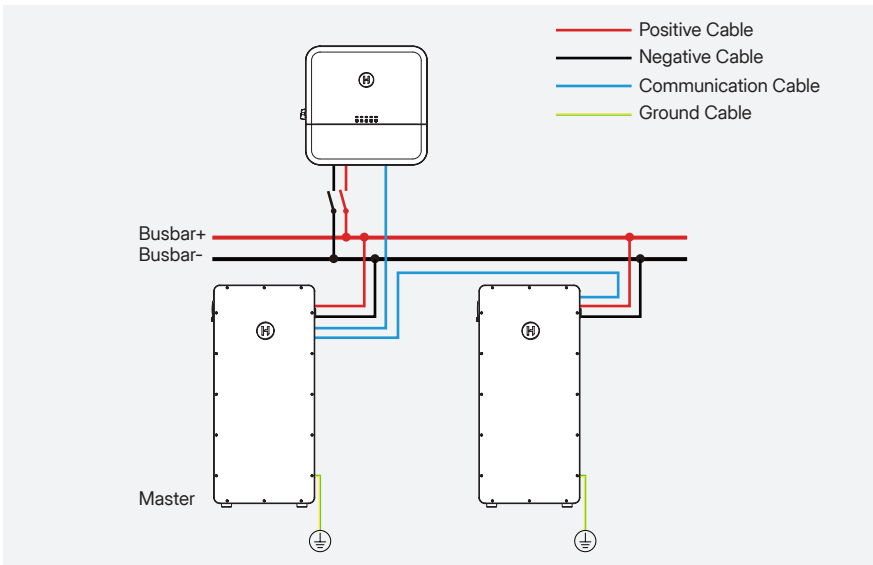 Positive Cable
Negative Cable
Communication Cable
Ground Cable
H
Busbar+
Busbar-
H
H
Master